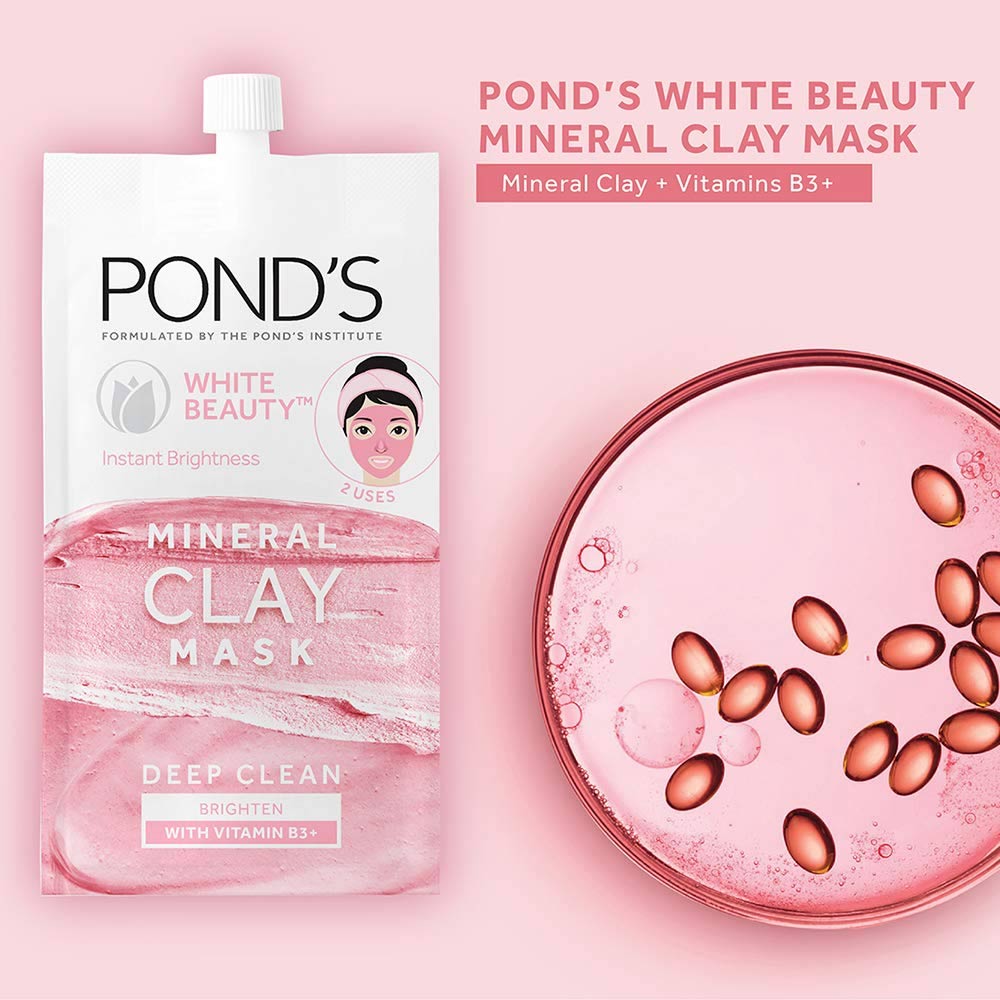 POND'S
FORMULATED BY THE POND'S INSTITUTE
WHITE
BEAUTY™
Instant Brightness
2 USES
MINERAL
CLAY
MASK
DEEP CLEAN
BRIGHTEN
WITH VITAMIN B3+
POND'S WHITE BEAUTY
MINERAL CLAY MASK
Mineral Clay + Vitamins B3+